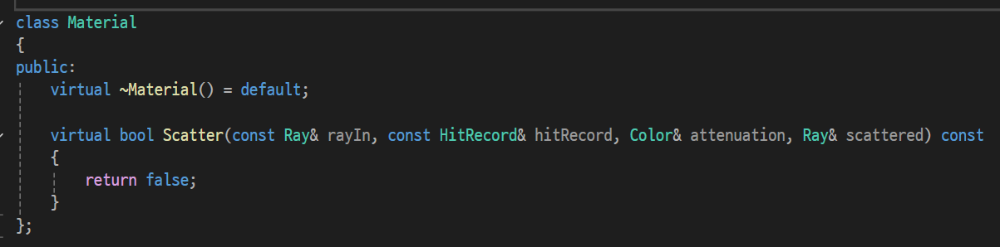 class Material
{
public:
virtual ~Material() = default;
virtual bool Scatter(const Ray& rayIn, const HitRecord& hitRecord, Color& attenuation, Ray& scattered) const
{
return false;
}
};